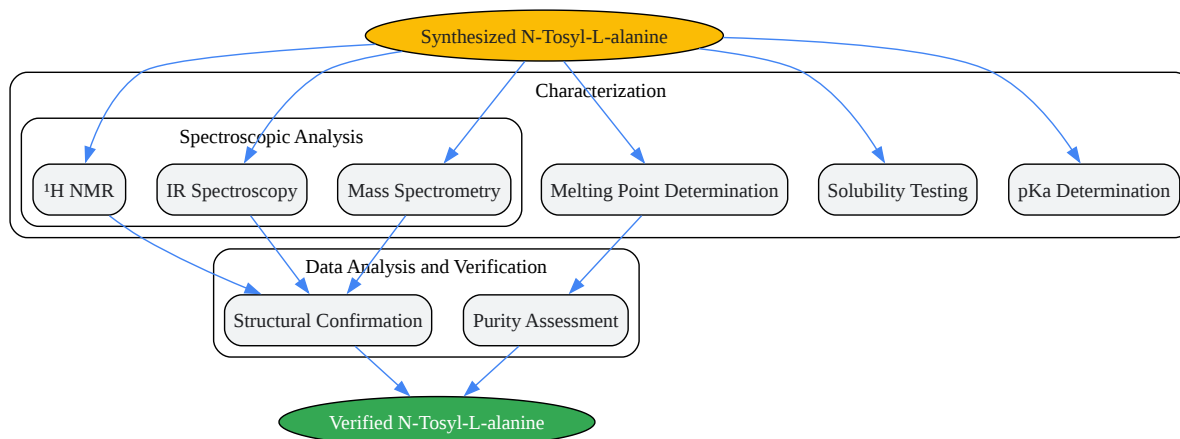 Synthesized N-Tosyl-L-alanine
Characterization
Spectroscopic Analysis
¹H NMR
IR Spectroscopy
Mass Spectrometry
Melting Point Determination
Solubility Testing
pKa Determination
Data Analysis and Verification
Structural Confirmation
Purity Assessment
Verified N-Tosyl-L-alanine